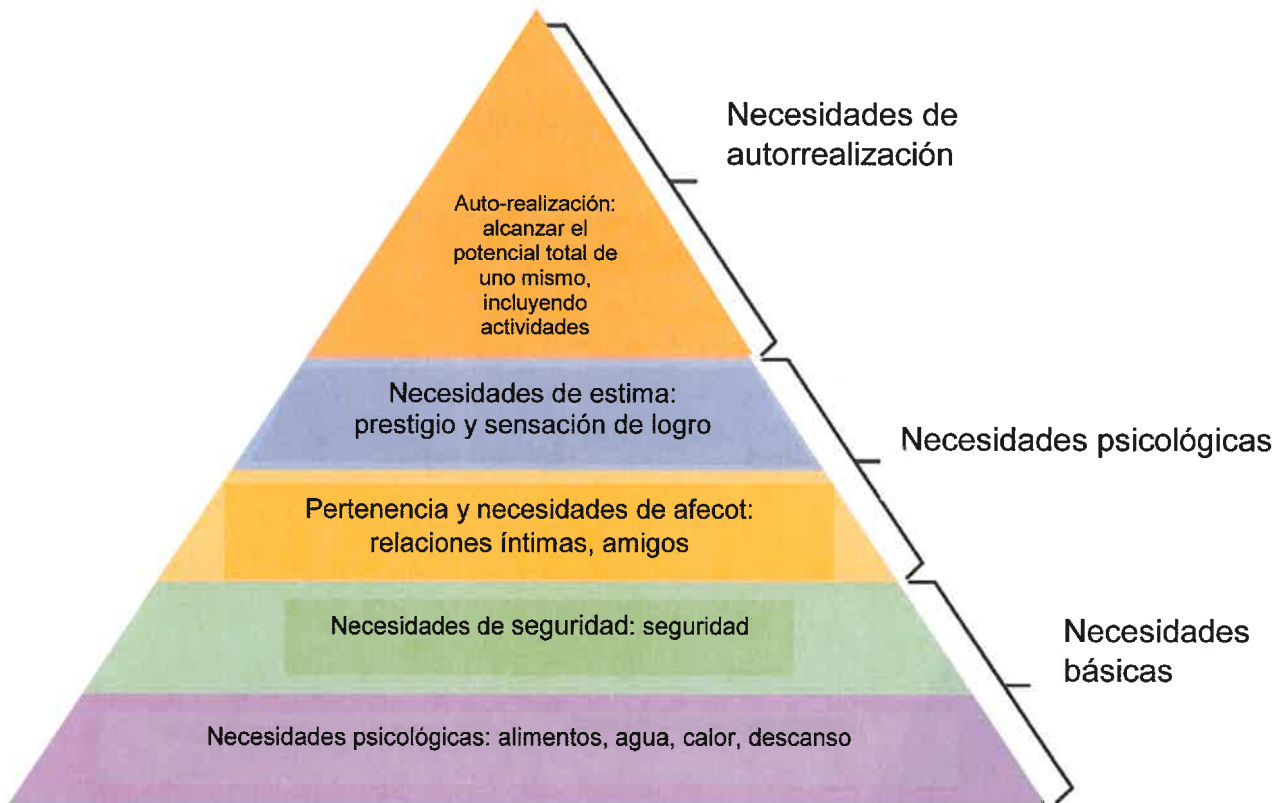 Necesidades de
autorrealización
Auto-realización:
alcanzar el
potencial total de
uno mismo,
incluyendo
actividades
Necesidades de estima:
prestigio y sensación de logro
Necesidades psicológicas
Pertenencia y necesidades de afecot:
relaciones íntimas, amigos
Necesidades de seguridad: seguridad
Necesidades
básicas
Necesidades psicológicas: alimentos, agua, calor, descanso